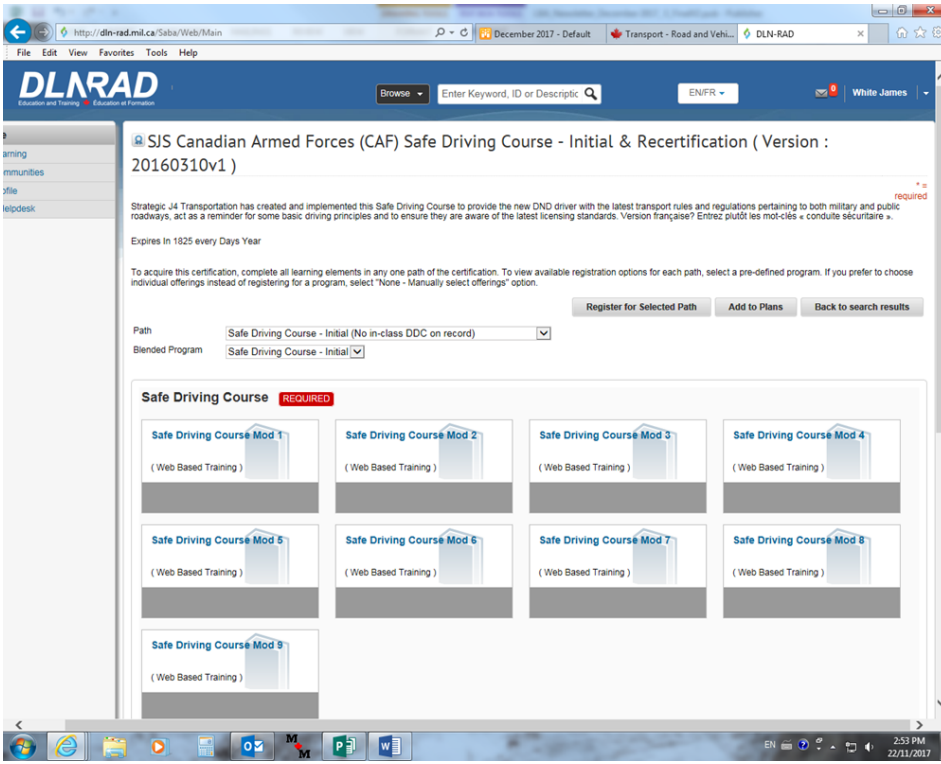 http://dln-rad.mil.ca/Saba/Web/Main
December 2017 - Default
Transport - Road and Vehi...
DLN-RAD
File Edit View Favorites Tools Help
DLNRAD
Education and Training Éducation et Formation
Browse
Enter Keyword, ID or Descriptic
EN/FR
0
White James
e
arning
mmunities
ofile
elpdesk
SJS Canadian Armed Forces (CAF) Safe Driving Course - Initial & Recertification ( Version :
20160310v1 )
* =
required
Strategic J4 Transportation has created and implemented this Safe Driving Course to provide the new DND driver with the latest transport rules and regulations pertaining to both military and public
roadways, act as a reminder for some basic driving principles and to ensure they are aware of the latest licensing standards. Version française? Entrez plutôt les mot-clés « conduite sécuritaire ».
Expires In 1825 every Days Year
To acquire this certification, complete all learning elements in any one path of the certification. To view available registration options for each path, select a pre-defined program. If you prefer to choose
individual offerings instead of registering for a program, select "None - Manually select offerings" option.
Register for Selected Path Add to Plans Back to search results
Path Safe Driving Course - Initial (No in-class DDC on record)
Blended Program Safe Driving Course - Initial
Safe Driving Course REQUIRED
Safe Driving Course Mod 1 Safe Driving Course Mod 2 Safe Driving Course Mod 3 Safe Driving Course Mod 4
( Web Based Training ) ( Web Based Training ) ( Web Based Training ) ( Web Based Training )
Safe Driving Course Mod 5 Safe Driving Course Mod 6 Safe Driving Course Mod 7 Safe Driving Course Mod 8
( Web Based Training ) ( Web Based Training ) ( Web Based Training ) ( Web Based Training )
Safe Driving Course Mod 9
( Web Based Training )
EN
2:53 PM
22/11/2017